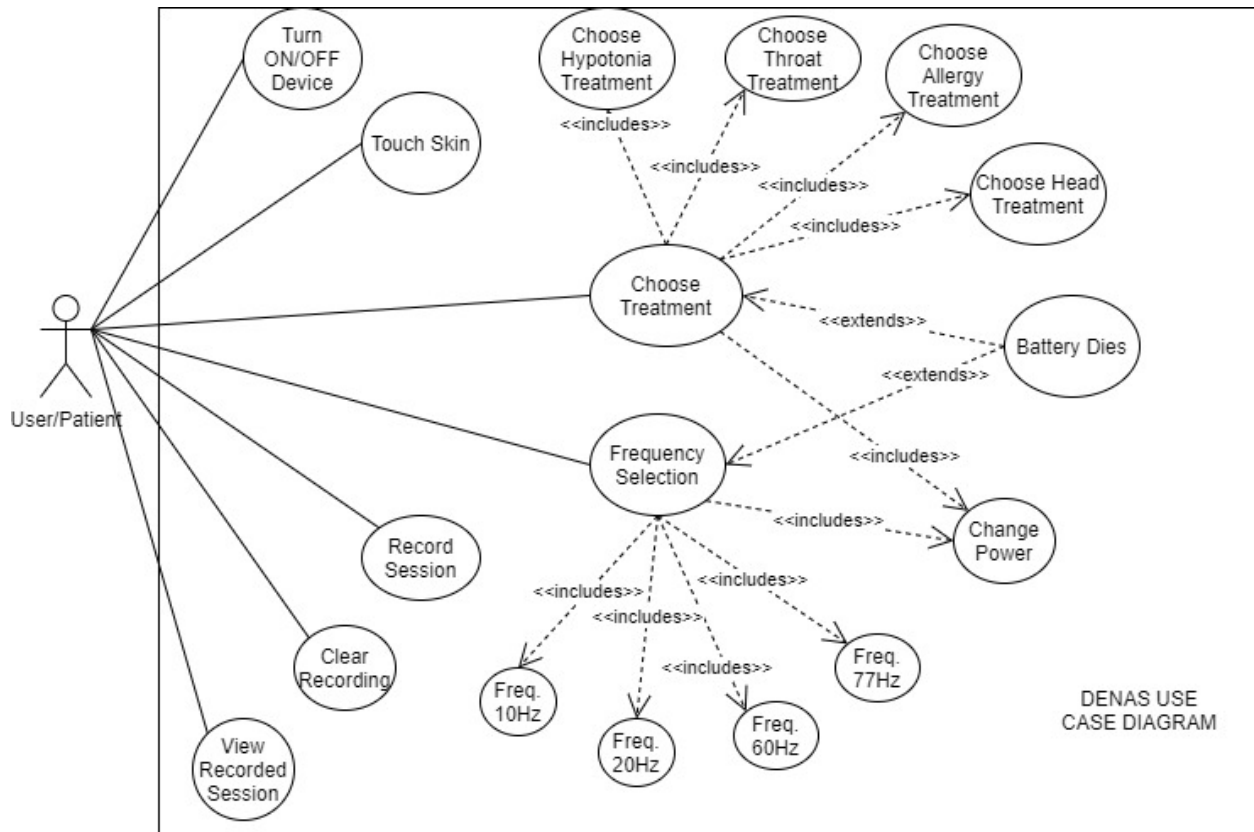 Turn
ON/OFF
Device
Choose
Hypotonia
Treatment
Choose
Throat
Treatment
Choose
Allergy
Treatment
<<includes>>
Touch Skin
<<includes>>
<<includes>>
Choose Head
Treatment
<<includes>>
Choose
Treatment
<<extends>>
Battery Dies
<<extends>>
User/Patient
Frequency
Selection
<<includes>>
<<includes>>
Change
Power
Record
Session
<<includes>>
<<includes>>
<<includes>>
<<includes>>
Clear
Recording
Freq.
10Hz
Freq.
20Hz
Freq.
60Hz
Freq.
77Hz
DENAS USE
CASE DIAGRAM
View
Recorded
Session